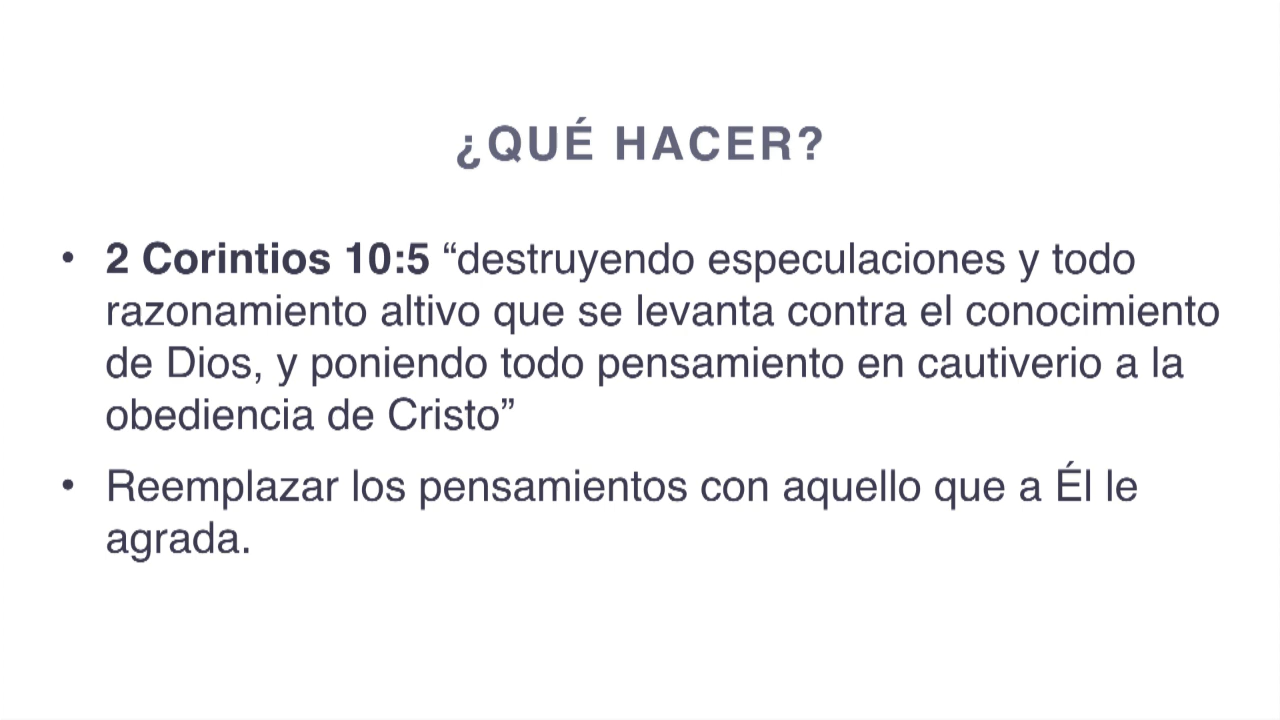 ¿QUÉ HACER?
• 2 Corintios 10:5 “destruyendo especulaciones y todo
razonamiento altivo que se levanta contra el conocimiento
de Dios, y poniendo todo pensamiento en cautiverio a la
obediencia de Cristo”
• Reemplazar los pensamientos con aquello que a Él le
agrada.